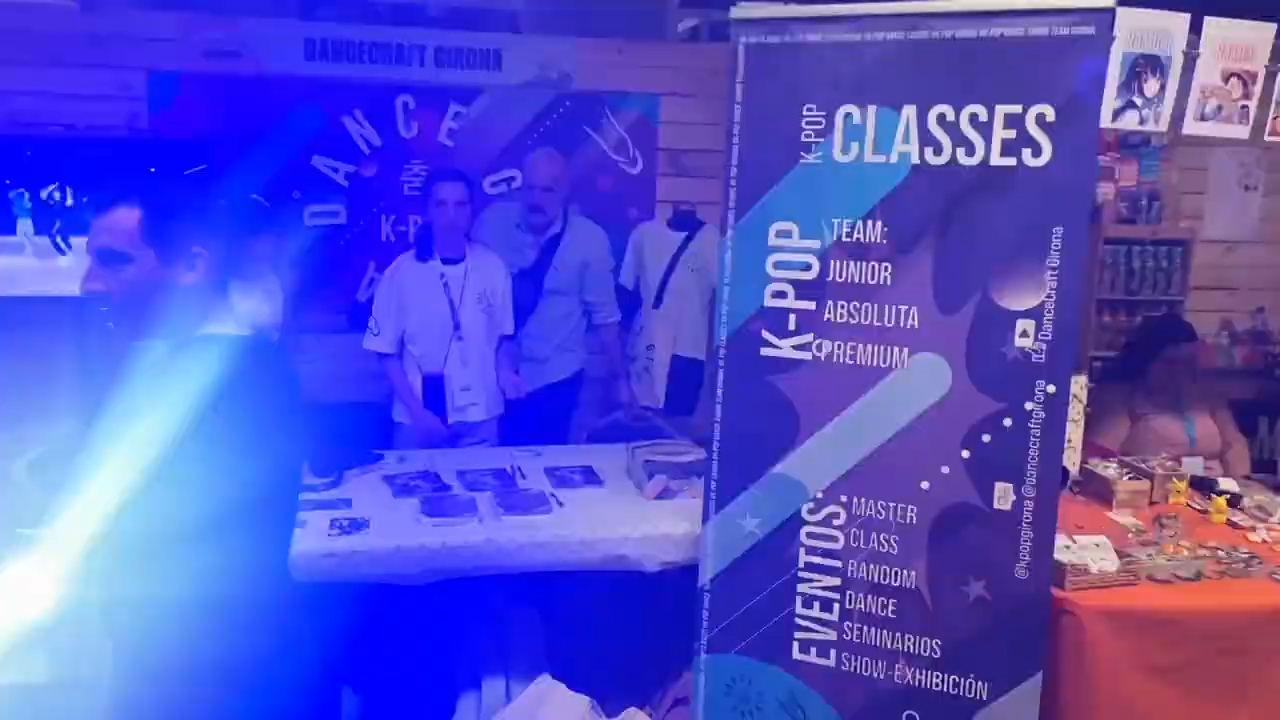 DANCECRAFT GIRONA
DANCE
K-P
K-POP
CLASSES
K-POP
TEAM:
JUNIOR
ABSOLUTA
PREMIUM
DanceCraft Girona
@kpopgirona @dancecraftgirona
EVENTOS:
MASTER
CLASS
RANDOM
DANCE
SEMINARIOS
SHOW-EXHIBICIÓN